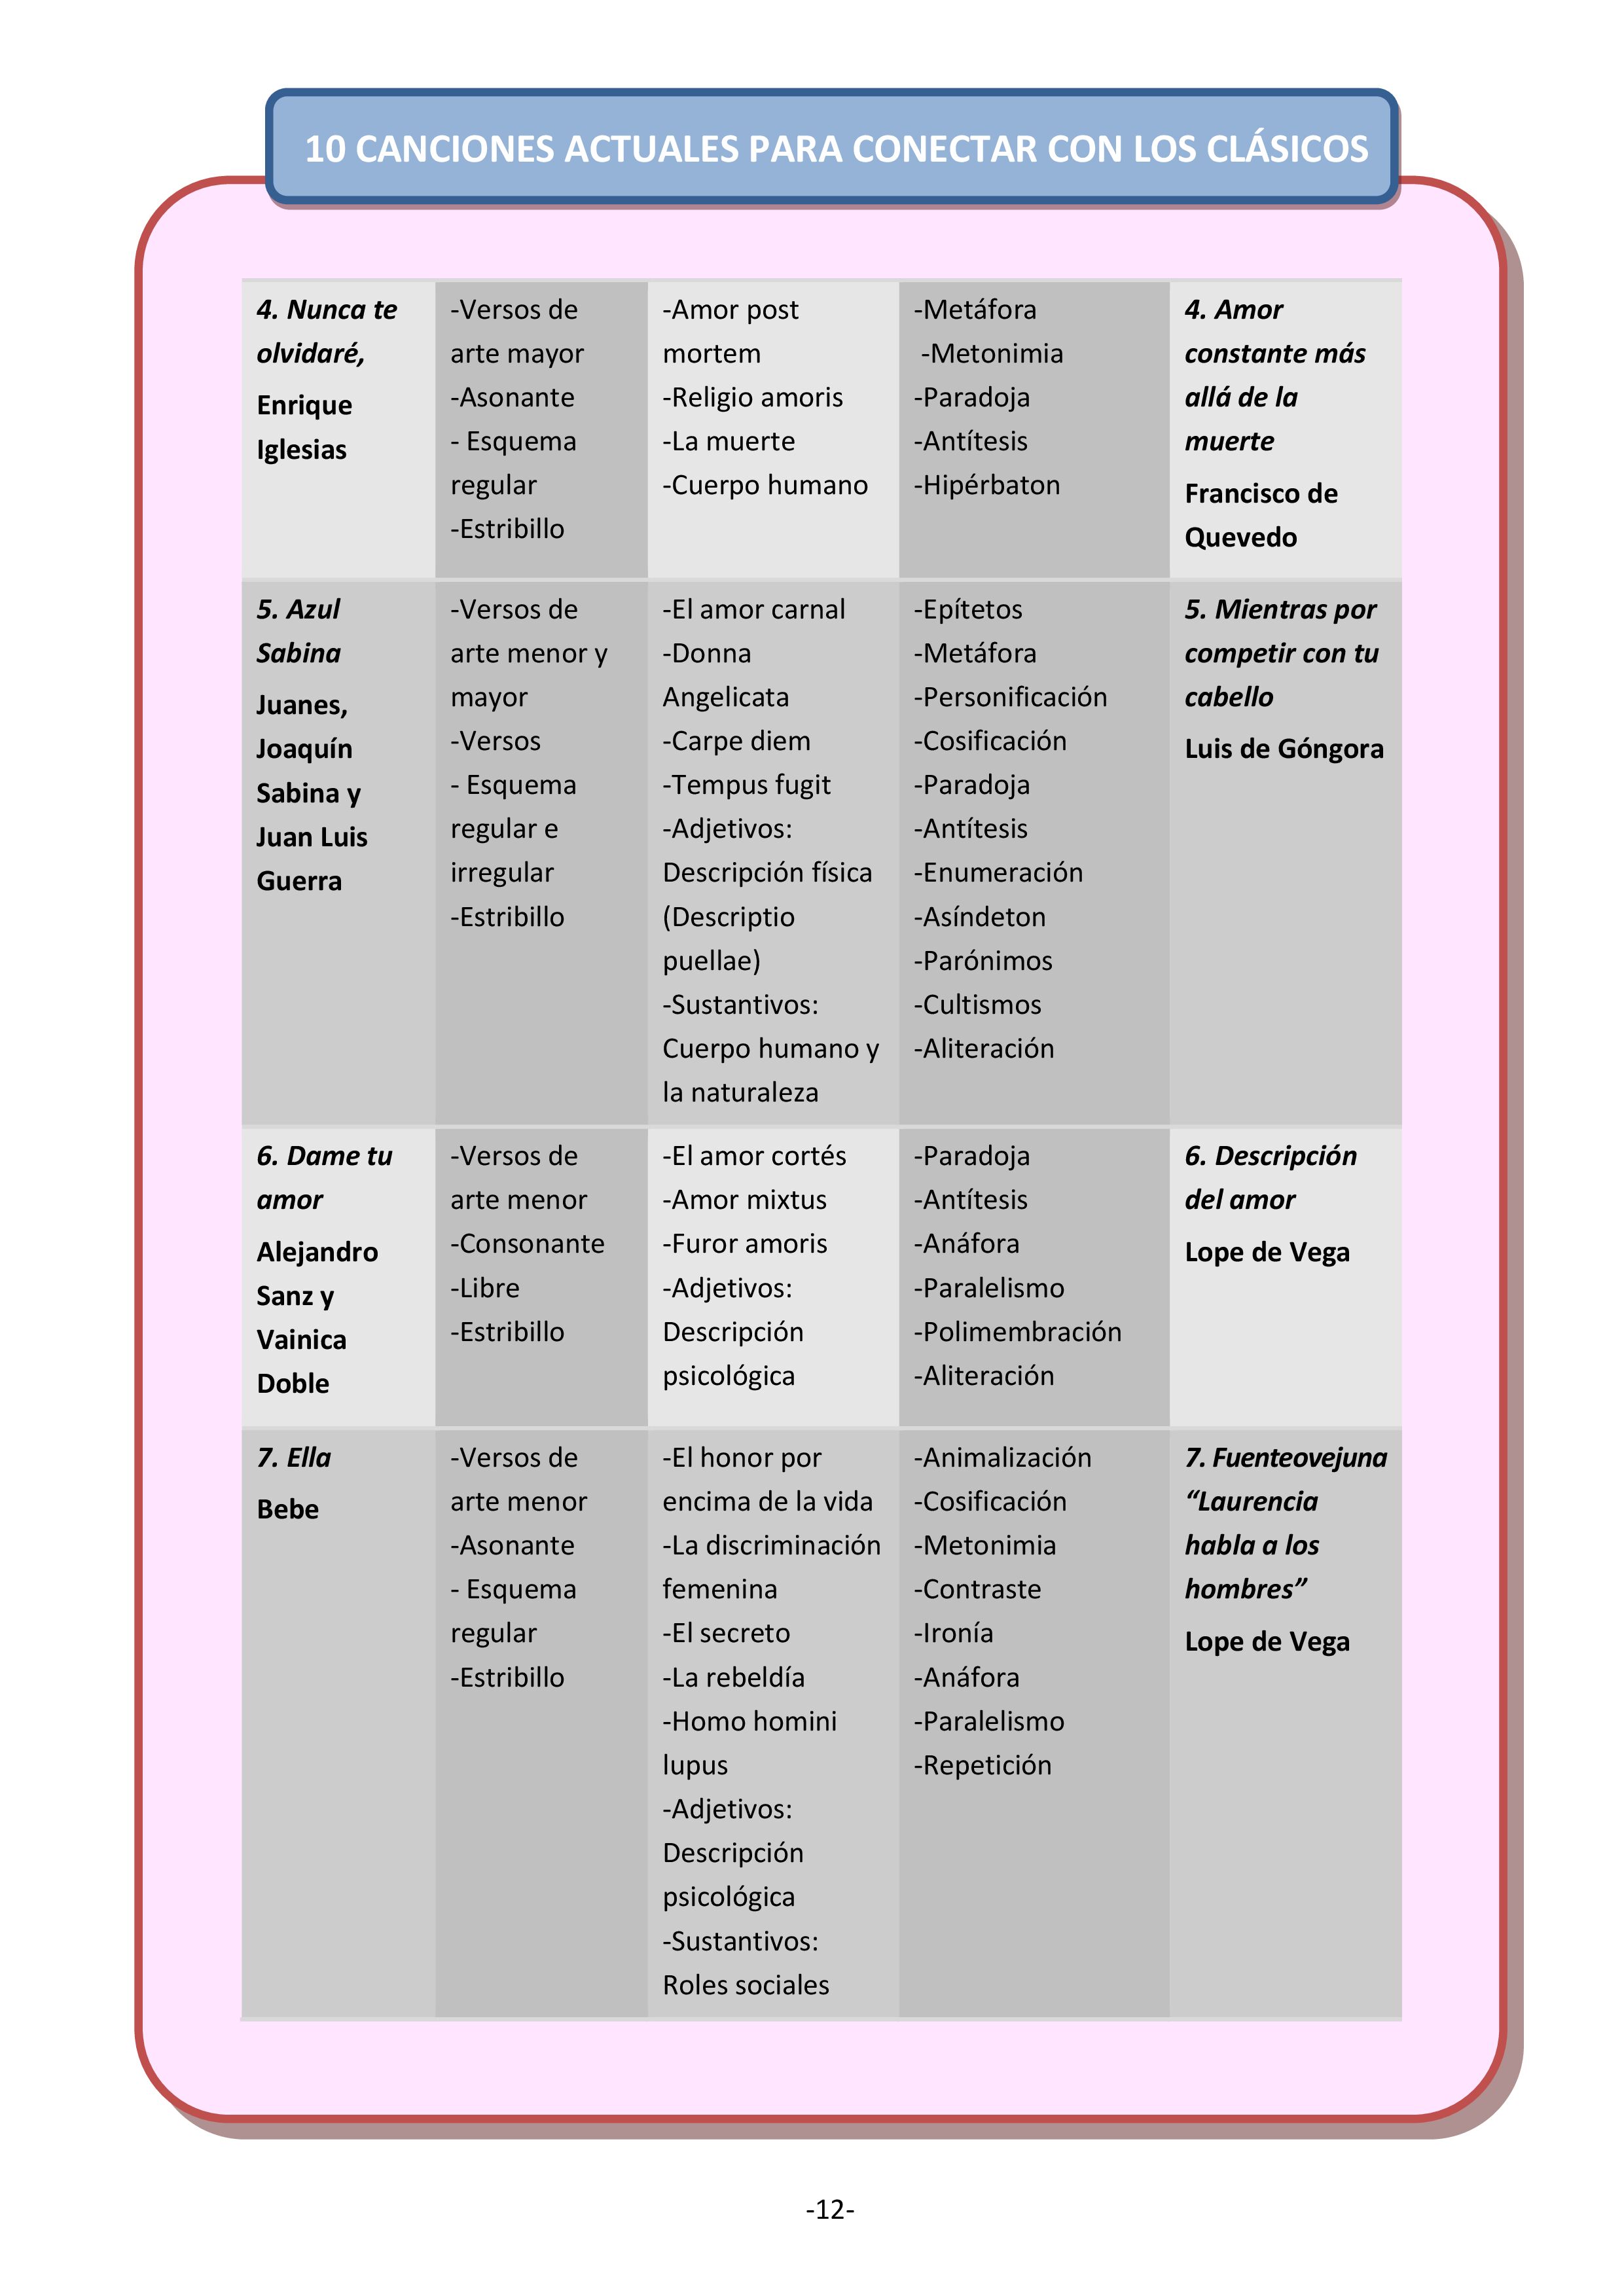 10 CANCIONES ACTUALES PARA CONECTAR CON LOS CLÁSICOS
4. Nunca te
olvidaré,
Enrique
Iglesias
-Versos de
arte mayor
-Asonante
- Esquema
regular
-Estribillo
-Amor post
mortem
-Religio amoris
-La muerte
-Cuerpo humano
-Metáfora
-Metonimia
-Paradoja
-Antítesis
-Hipérbaton
4. Amor
constante más
allá de la
muerte
Francisco de
Quevedo
5. Azul
Sabina
Juanes,
Joaquín
Sabina y
Juan Luis
Guerra
-Versos de
arte menor y
mayor
-Versos
- Esquema
regular e
irregular
-Estribillo
-El amor carnal
-Donna
Angelicata
-Carpe diem
-Tempus fugit
-Adjetivos:
Descripción física
(Descriptio
puellae)
-Sustantivos:
Cuerpo humano y
la naturaleza
-Epítetos
-Metáfora
-Personificación
-Cosificación
-Paradoja
-Antítesis
-Enumeración
-Asíndeton
-Parónimos
-Cultismos
-Aliteración
5. Mientras por
competir con tu
cabello
Luis de Góngora
6. Dame tu
amor
Alejandro
Sanz y
Vainica
Doble
-Versos de
arte menor
-Consonante
-Libre
-Estribillo
-El amor cortés
-Amor mixtus
-Furor amoris
-Adjetivos:
Descripción
psicológica
-Paradoja
-Antítesis
-Anáfora
-Paralelismo
-Polimembración
-Aliteración
6. Descripción
del amor
Lope de Vega
7. Ella
Bebe
-Versos de
arte menor
-Asonante
- Esquema
regular
-Estribillo
-El honor por
encima de la vida
-La discriminación
femenina
-El secreto
-La rebeldía
-Homo homini
lupus
-Adjetivos:
Descripción
psicológica
-Sustantivos:
Roles sociales
-Animalización
-Cosificación
-Metonimia
-Contraste
-Ironía
-Anáfora
-Paralelismo
-Repetición
7. Fuenteovejuna
“Laurencia
habla a los
hombres”
Lope de Vega
-12-